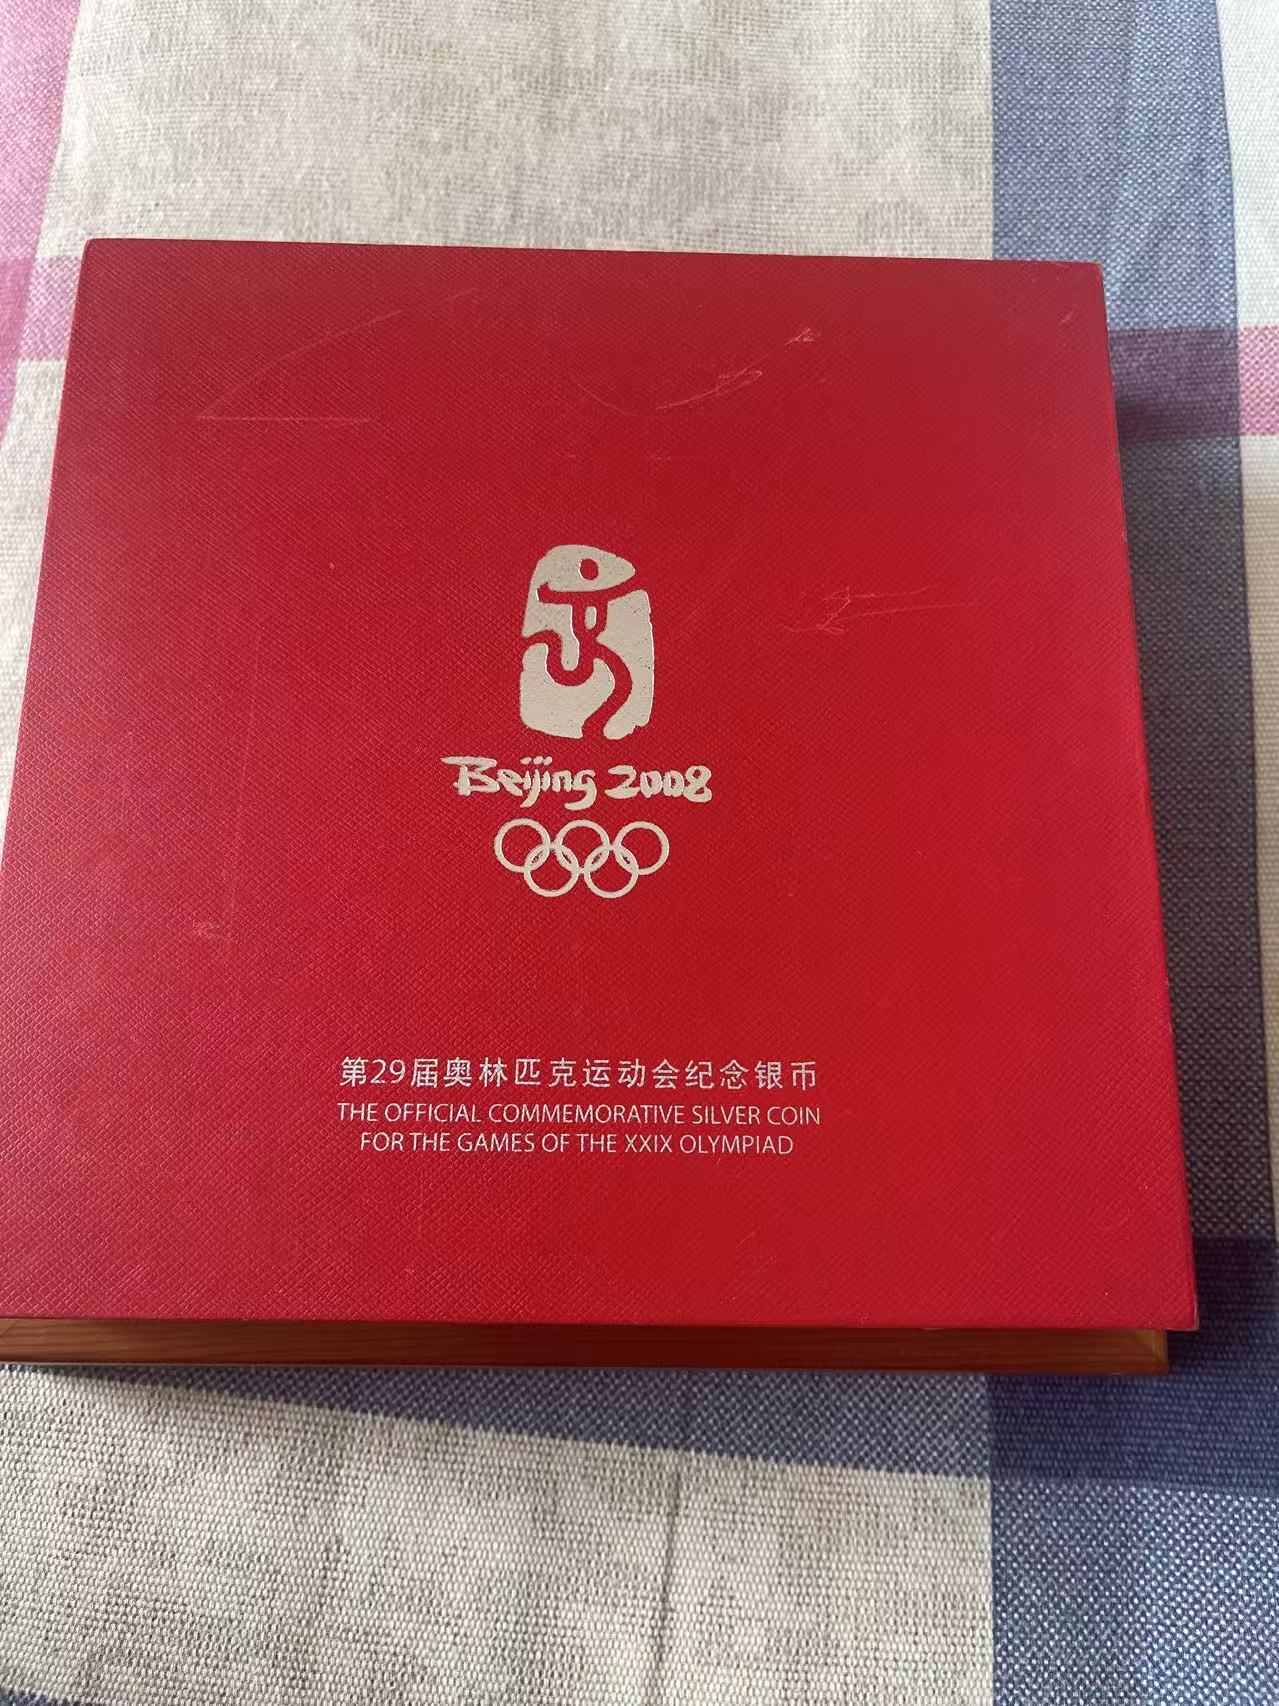 Beijing 2008
第29届奥林匹克运动会纪念银币
THE OFFICIAL COMMEMORATIVE SILVER COIN
FOR THE GAMES OF THE XXIX OLYMPIAD